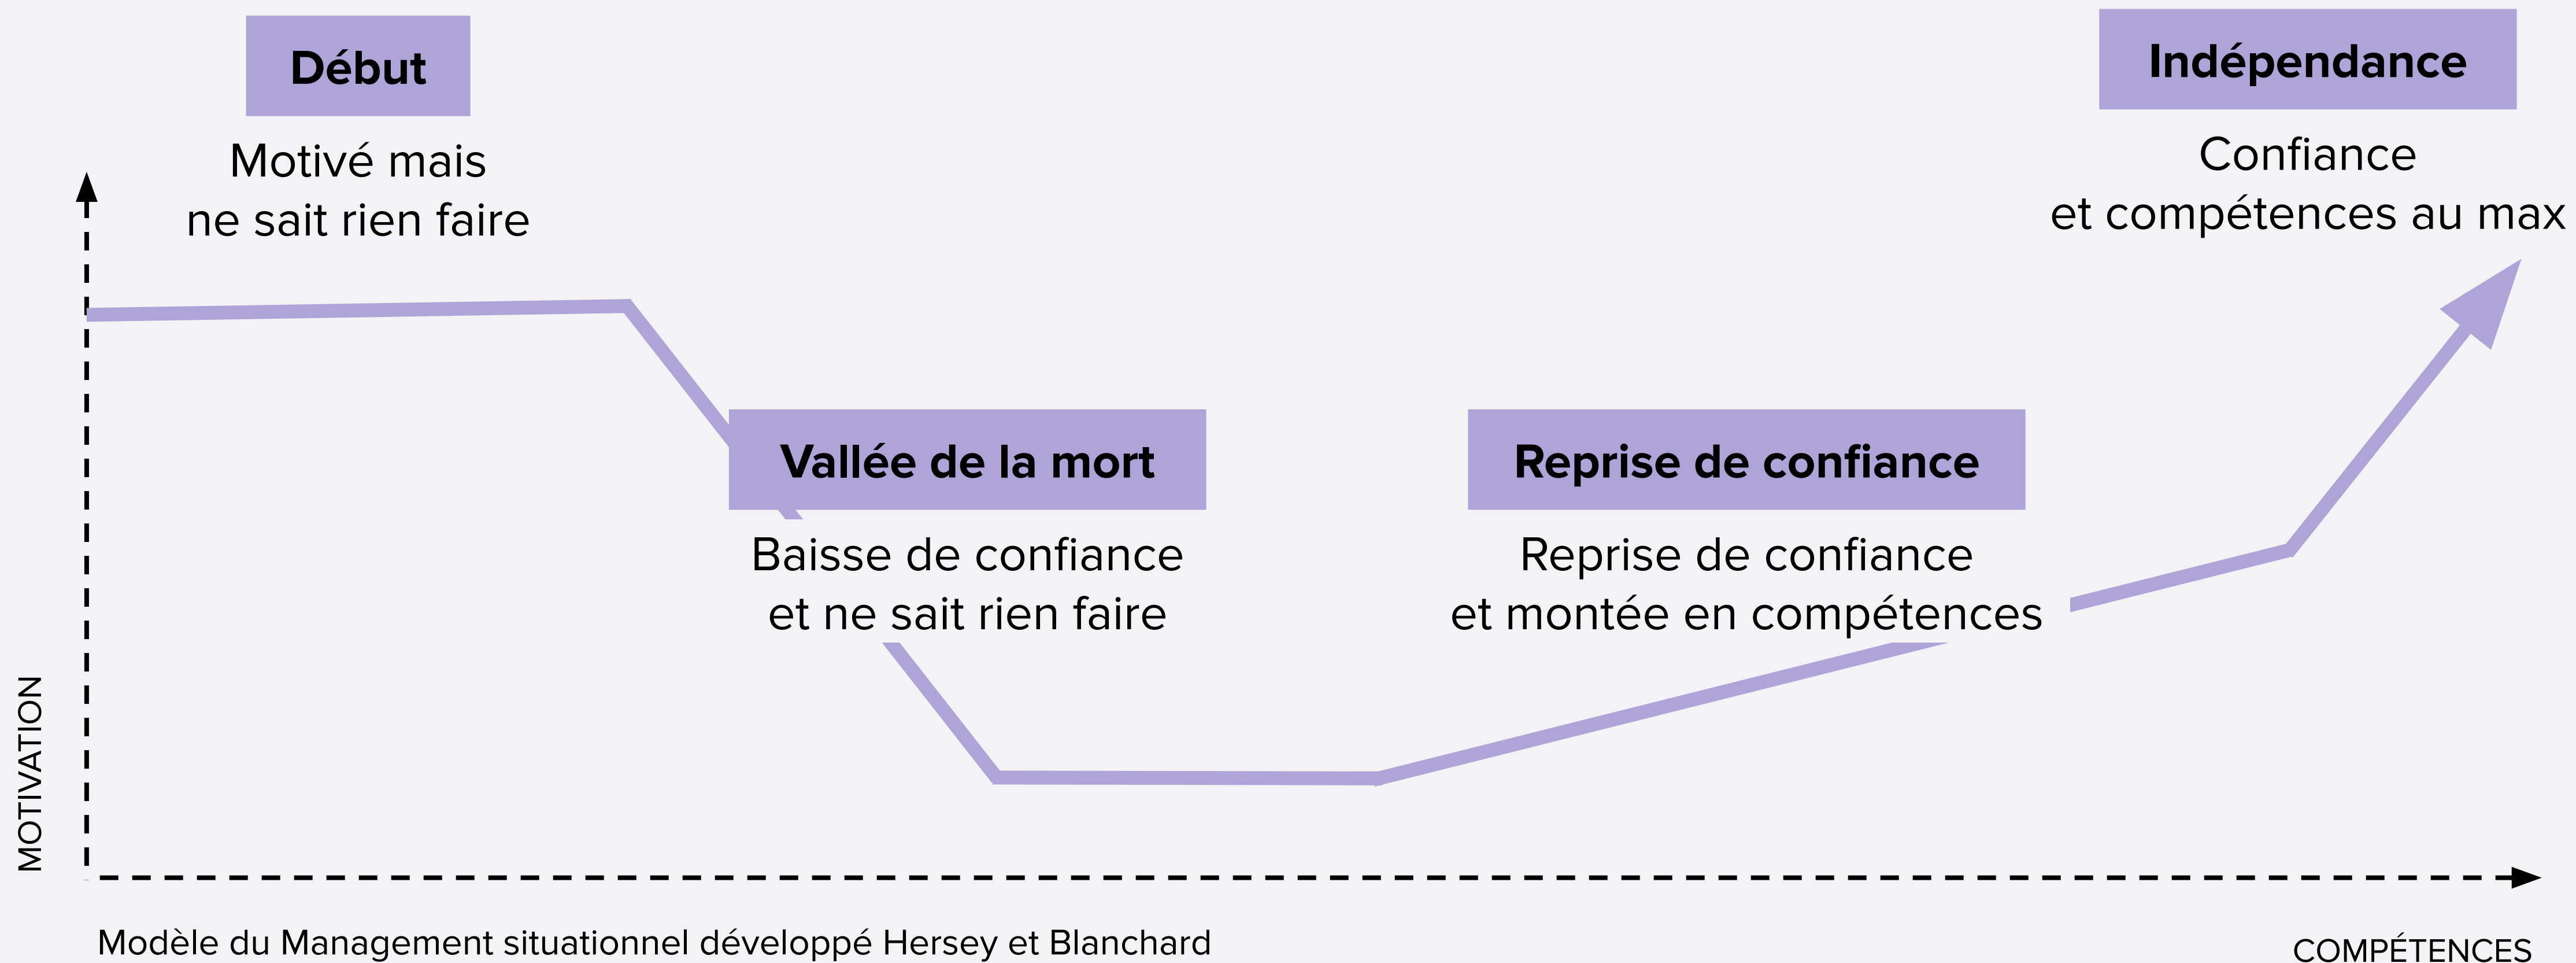 Début
Motivé mais
ne sait rien faire
Vallée de la mort
Baisse de confiance
et ne sait rien faire
Reprise de confiance
Reprise de confiance
et montée en compétences
Indépendance
Confiance
et compétences au max
MOTIVATION
Modèle du Management situationnel développé Hersey et Blanchard
COMPÉTENCES